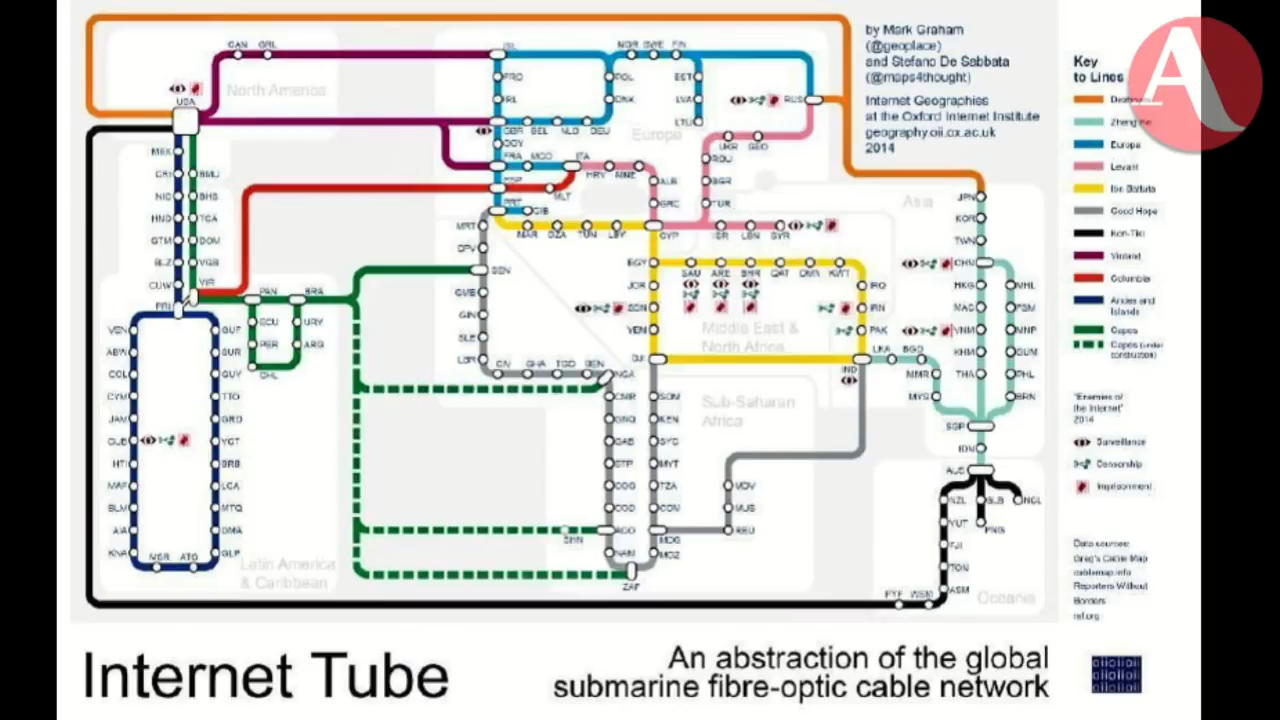 by Mark Graham
(@geoplace)
and Stefano De Sabbata
(@maps4thought)
Internet Geographies
at the Oxford Internet Institute
geography.oii.ox.ac.uk
2014
Key
to Lines
Europa
Levant
Ibn Battuta
Good Hope
Kon-Tiki
Vinland
Columbus
Andes and
Islands
Capos
Capos (under
construction)
"Enemies of
the Internet"
2014
Surveillance
Censorship
Imprisonment
Data sources:
Greg's Cable Map
cablemap.info
Reporters Without
Borders
rsf.org
A
North America
Europe
Asia
Middle East &
North Africa
Sub-Saharan
Africa
Latin America
& Caribbean
Oceania
CAN GRL
USA
NOR SWE FIN
POL EST
DNK LVA
LTU
RUS
GBR BEL NLD DEU
UKR GEO
GGY
FRA MCO ITA
HRV MNE
ROU
ALB BGR
ESP MLT
GRC TUR
PRT GIB
MAR DZA TUN LBY CYP ISR LBN SYR
MRT
CPV
SEN
GMB
GIN
SLE
LBR
CIV GHA TGO BEN NGA
EGY SAU ARE BHR QAT OMN KWT
JOR IRQ
SDN IRN
YEN PAK
DJI
IND
LKA BGD
MMR
MYS
JPN
KOR
TWN
CHN
HKG MHL
MAC FSM
VNM MNP
KHM GUM
THA PHL
BRN
SGP
IDN
AUS
NZL SLB NCL
VUT PNG
FJI
TON
ASM
PYF WSM
MEX
CRI BMU
NIC BHS
HND TCA
GTM DOM
BLZ VGB
CUW VIR
PRI
PAN BRA
ECU URY
PER ARG
CHL
VEN GUF
ABW SUR
COL GUY
CYM TTO
JAM GRD
CUB VCT
HTI BRB
MAF LCA
BLM MTQ
AIA DMA
KNA GLP
MSR ATG
CMR SOM
GNQ KEN
GAB SYC
STP MYT
COG TZA
COD COM
AGO MDG
NAM MOZ
SHN
ZAF
MDV
MUS
REU
Internet Tube
An abstraction of the global
submarine fibre-optic cable network
oiioiioii
oiioiioii
oiioiioii